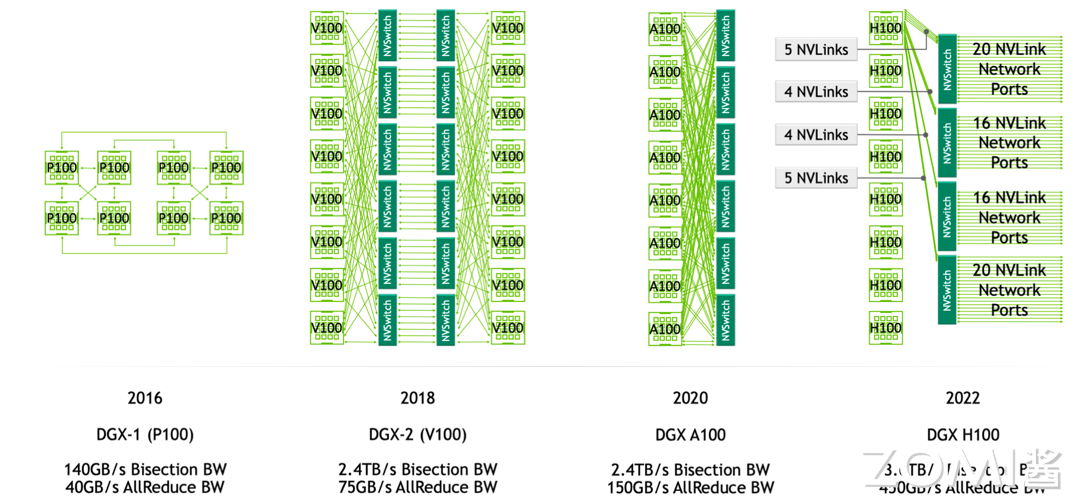 P100 P100 P100 P100
P100 P100 P100 P100
2016
DGX-1 (P100)
140GB/s Bisection BW
40GB/s AllReduce BW
V100 NVSwitch NVSwitch V100
V100 NVSwitch NVSwitch V100
V100 NVSwitch NVSwitch V100
V100 NVSwitch NVSwitch V100
V100 NVSwitch NVSwitch V100
V100 NVSwitch NVSwitch V100
V100 V100
V100 V100
2018
DGX-2 (V100)
2.4TB/s Bisection BW
75GB/s AllReduce BW
A100 NVSwitch
A100 NVSwitch
A100 NVSwitch
A100 NVSwitch
A100 NVSwitch
A100 NVSwitch
A100
A100
2020
DGX A100
2.4TB/s Bisection BW
150GB/s AllReduce BW
5 NVLinks
4 NVLinks
4 NVLinks
5 NVLinks
H100
H100
H100
H100
H100
H100
H100
H100
NVSwitch
20 NVLink
Network
Ports
NVSwitch
16 NVLink
Network
Ports
NVSwitch
16 NVLink
Network
Ports
NVSwitch
20 NVLink
Network
Ports
2022
DGX H100
Bisection BW
450GB/s AllReduce BW
ZOMI酱